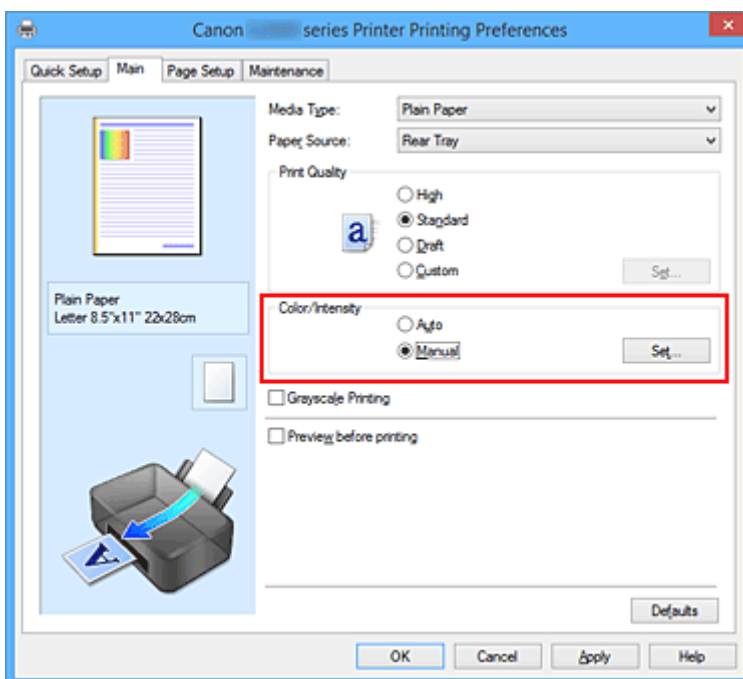 Canon series Printer Printing Preferences
Quick Setup Main Page Setup Maintenance
Media Type: Plain Paper
Paper Source: Rear Tray
Print Quality
High
a Standard
Draft
Custom Set...
Plain Paper
Letter 8.5"x11" 22x28cm
Color/Intensity
Auto
Manual Set...
Grayscale Printing
Preview before printing
A
Defaults
OK Cancel Apply Help